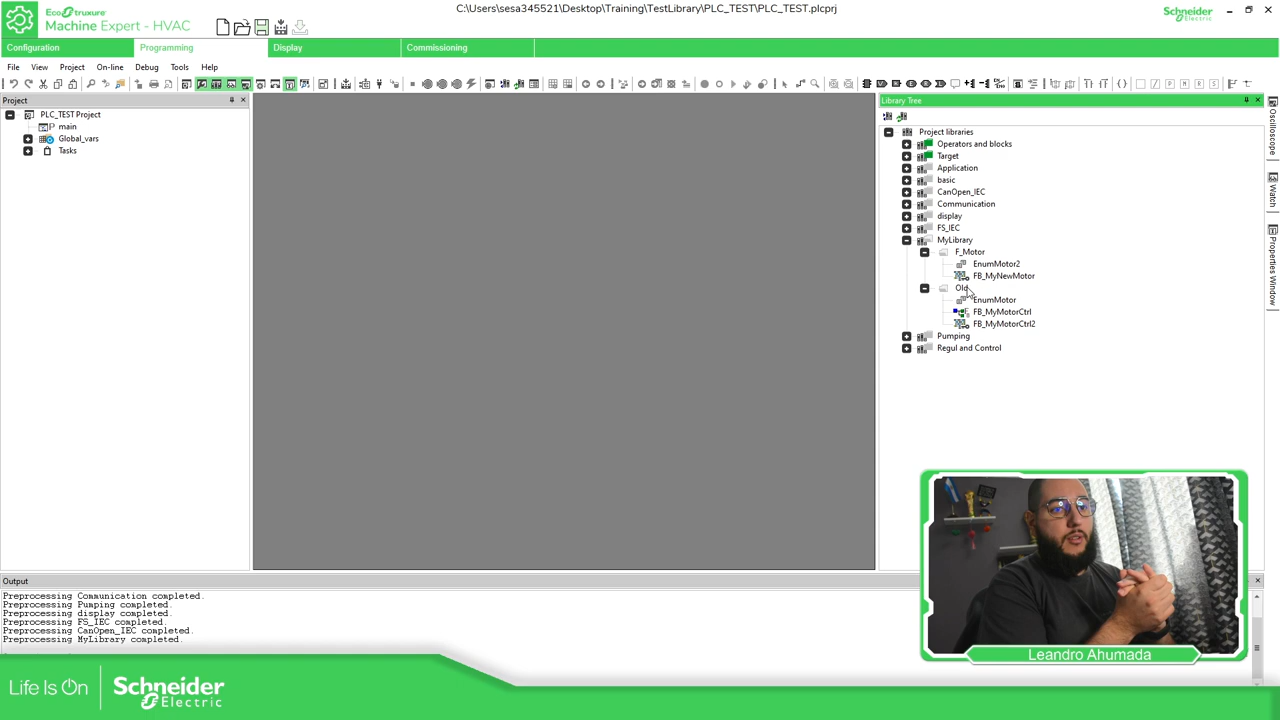 C:\Users\sesa345521\Desktop\Training\TestLibrary\PLC_TEST\PLC_TEST.plcprj
EcoStruxure
Machine Expert - HVAC
Schneider Electric
Configuration
Programming
Display
Commissioning
File View Project On-line Debug Tools Help
Project
PLC_TEST Project
main
Global_vars
Tasks
Library Tree
Project libraries
Operators and blocks
Target
Application
basic
CanOpen_IEC
Communication
display
FS_IEC
MyLibrary
F_Motor
EnumMotor2
FB_MyNewMotor
Old
EnumMotor
FB_MyMotorCtrl
FB_MyMotorCtrl2
Pumping
Regul and Control
Oscilloscope
Watch
Properties Window
Output
Preprocessing Communication completed.
Preprocessing Pumping completed.
Preprocessing display completed.
Preprocessing FS_IEC completed.
Preprocessing CanOpen_IEC completed.
Preprocessing MyLibrary completed.
Leandro Ahumada
Life Is On
Schneider Electric